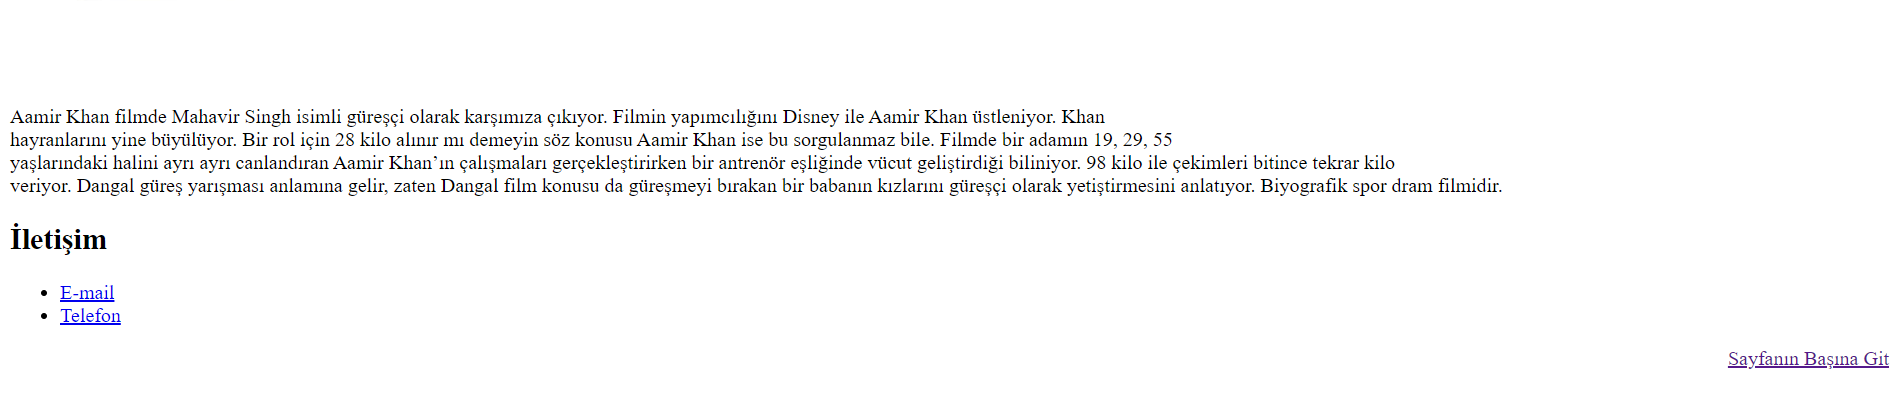 Aamir Khan filmde Mahavir Singh isimli güreşçi olarak karşımıza çıkıyor. Filmin yapımcılığını Disney ile Aamir Khan üstleniyor. Khan
hayranlarını yine büyülüyor. Bir rol için 28 kilo alınır mı demeyin söz konusu Aamir Khan ise bu sorgulanmaz bile. Filmde bir adamın 19, 29, 55
yaşlarındaki halini ayrı ayrı canlandıran Aamir Khan’ın çalışmaları gerçekleştirirken bir antrenör eşliğinde vücut geliştirdiği biliniyor. 98 kilo ile çekimleri bitince tekrar kilo
veriyor. Dangal güreş yarışması anlamına gelir, zaten Dangal film konusu da güreşmeyi bırakan bir babanın kızlarını güreşçi olarak yetiştirmesini anlatıyor. Biyografik spor dram filmidir.
İletişim
E-mail
Telefon
Sayfanın Başına Git